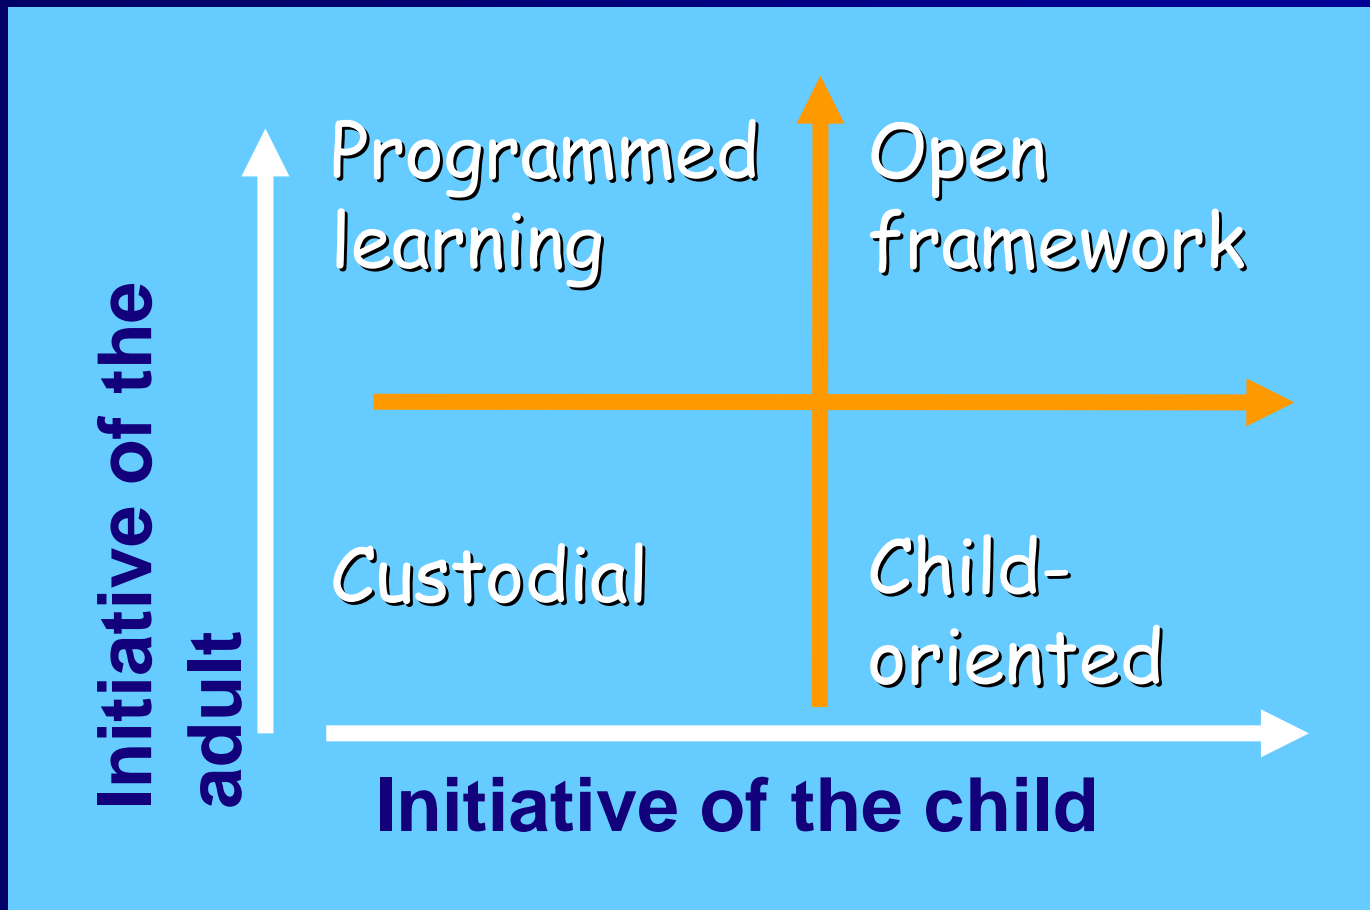 Programmed
learning
Open
framework
Custodial
Child-
oriented
Initiative of the
adult
Initiative of the child